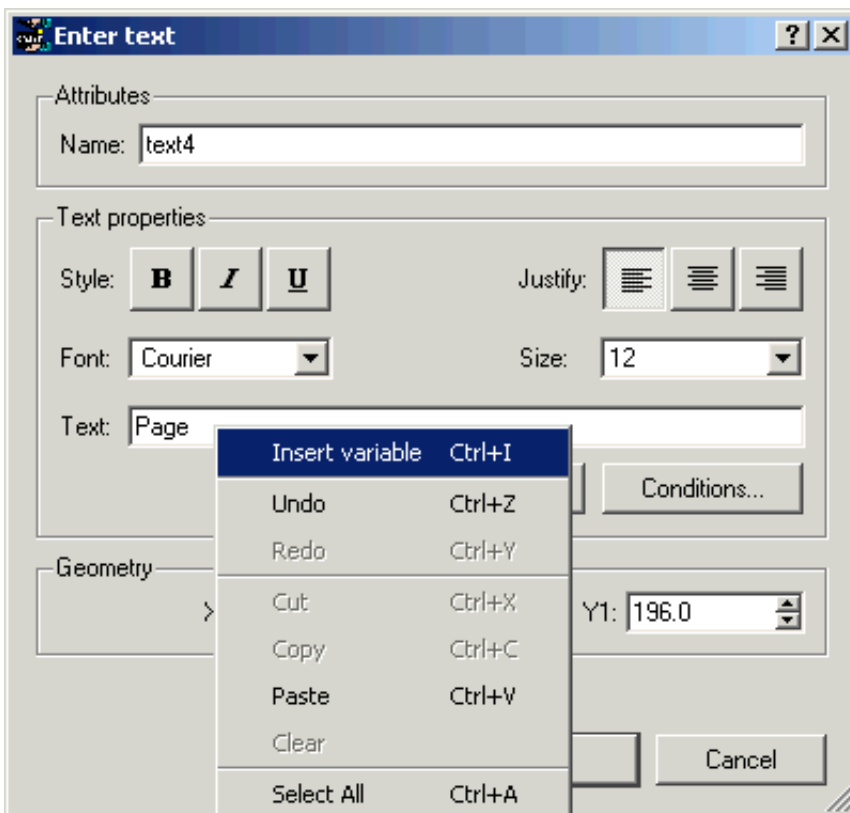 Enter text
Attributes
Name: text4
Text properties
Style: B I U Justify:
Font: Courier Size: 12
Text: Page
Insert variable Ctrl+I
Conditions...
Undo Ctrl+Z
Redo Ctrl+Y
Geometry
Cut Ctrl+X
Y1: 196.0
Copy Ctrl+C
Paste Ctrl+V
Clear
Cancel
Select All Ctrl+A